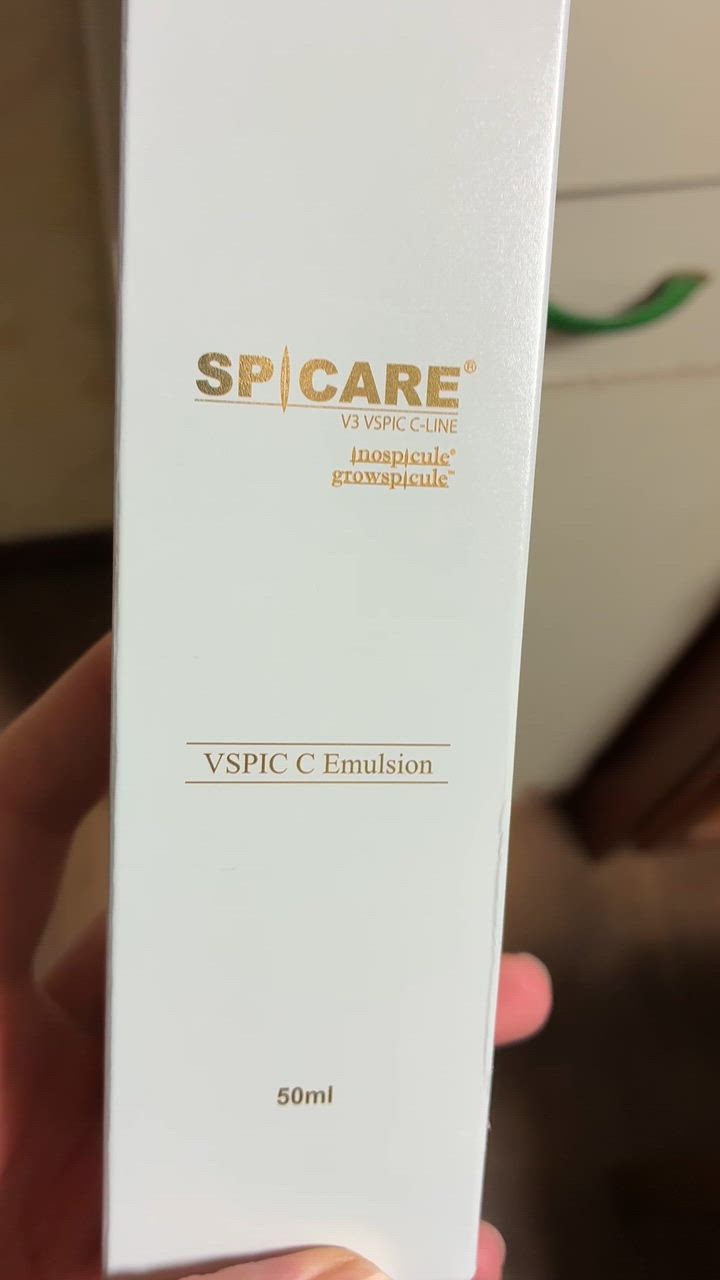 SPICARE®
V3 VSPIC C-LINE
inospicule®
growspicule™
VSPIC C Emulsion
50ml